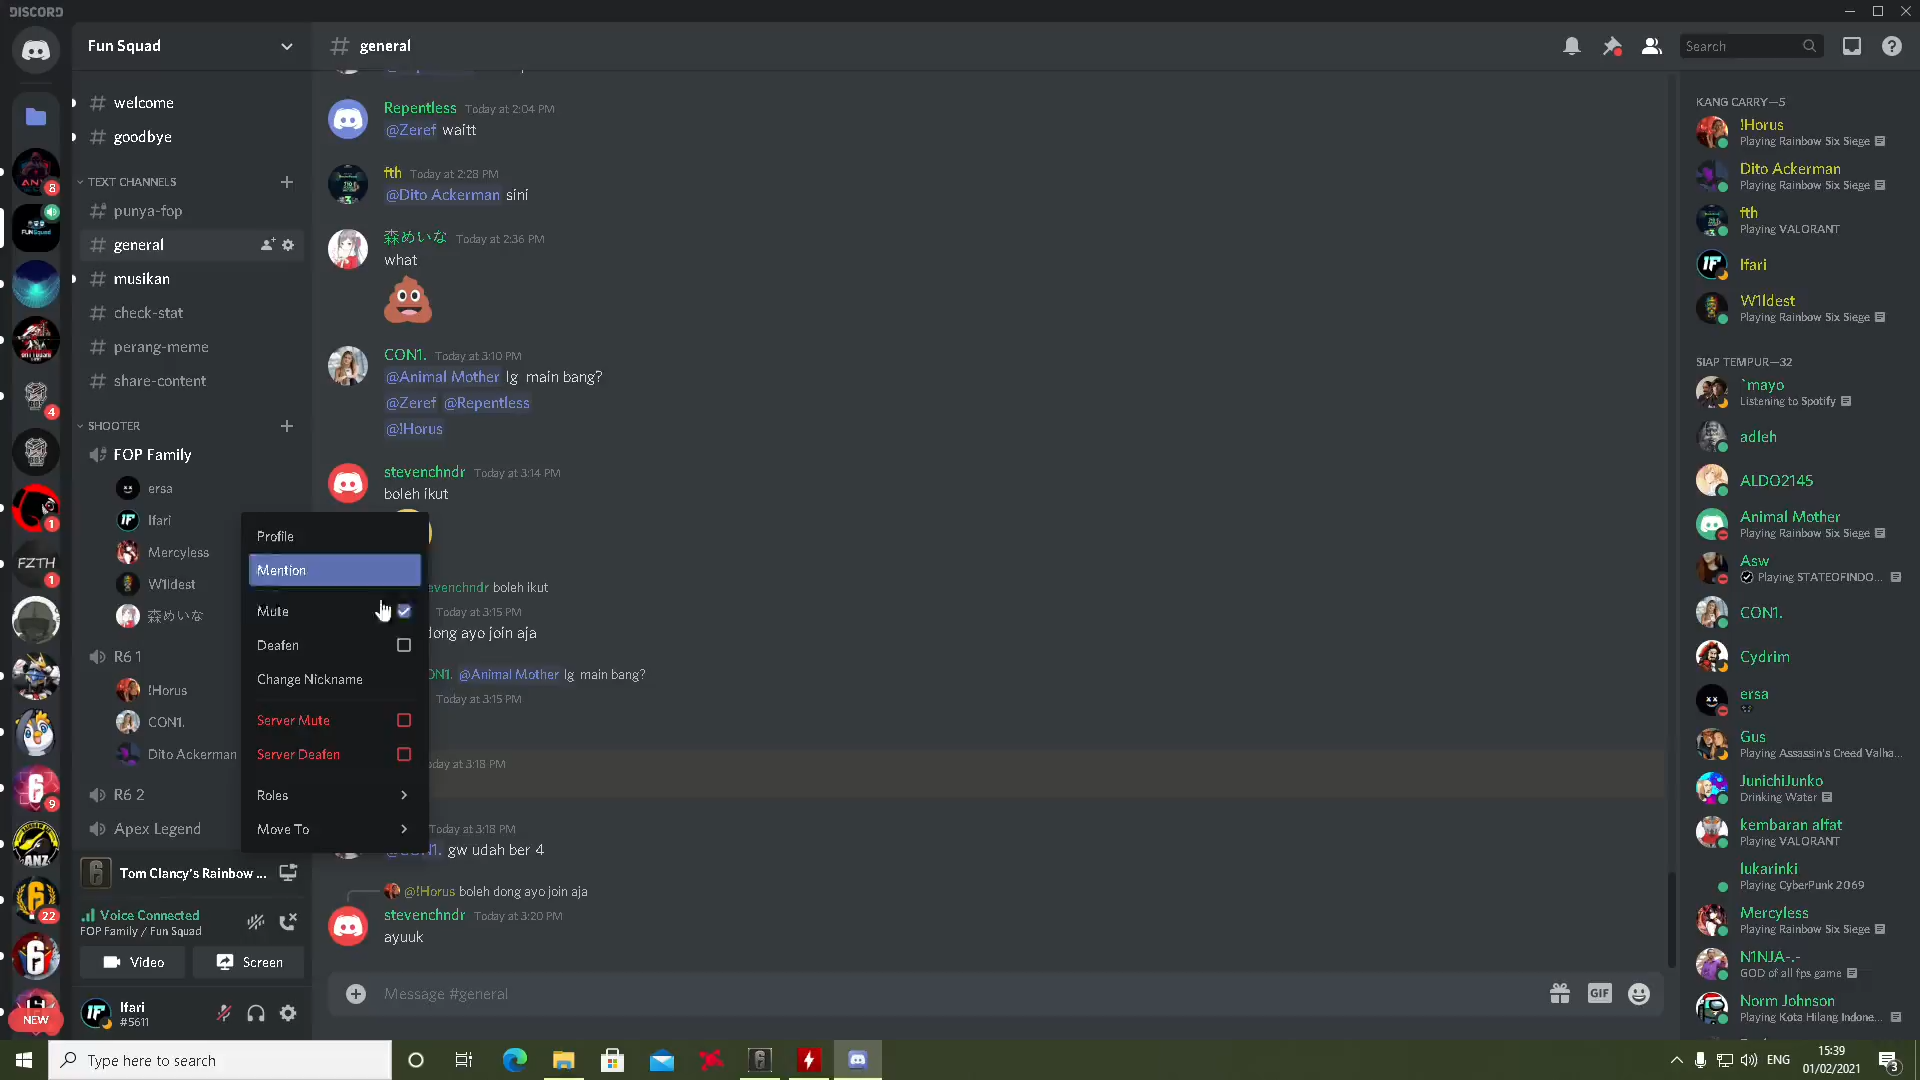 DISCORD
Fun Squad
welcome
goodbye
TEXT CHANNELS
punya-fop
general
musikan
check-stat
perang-meme
share-content
SHOOTER
FOP Family
ersa
Ifari
Mercyless
W1ldest
森めいな
R6 1
!Horus
CON1.
Dito Ackerman
R6 2
Apex Legend
Tom Clancy's Rainbow ...
Voice Connected
FOP Family / Fun Squad
Video
Screen
Ifari
#5611
8
FUNSquad
4
1
FZTH
1
9
ANZ
22
NEW
Profile
Mention
Mute
Deafen
Change Nickname
Server Mute
Server Deafen
Roles
Move To
general
Search
Repentless Today at 2:04 PM
@Zeref waitt
fth Today at 2:28 PM
@Dito Ackerman sini
森めいな Today at 2:36 PM
what
CON1. Today at 3:10 PM
@Animal Mother lg main bang?
@Zeref @Repentless
@!Horus
stevenchndr Today at 3:14 PM
boleh ikut
evenchndr boleh ikut
Today at 3:15 PM
dong ayo join aja
ON1. @Animal Mother lg main bang?
Today at 3:15 PM
oday at 3:18 PM
Today at 3:18 PM
gw udah ber 4
@!Horus boleh dong ayo join aja
stevenchndr Today at 3:20 PM
ayuuk
Message #general
GIF
KANG CARRY—5
!Horus
Playing Rainbow Six Siege
Dito Ackerman
Playing Rainbow Six Siege
fth
Playing VALORANT
Ifari
W1ldest
Playing Rainbow Six Siege
SIAP TEMPUR—32
`mayo
Listening to Spotify
adleh
ALDO2145
Animal Mother
Playing Rainbow Six Siege
Asw
Playing STATEOFINDO...
CON1.
Cydrim
ersa
Gus
Playing Assassin's Creed Valha...
JunichiJunko
Drinking Water
kembaran alfat
Playing VALORANT
lukarinki
Playing CyberPunk 2069
Mercyless
Playing Rainbow Six Siege
N1NJA-.-
GOD of all fps game
Norm Johnson
Playing Kota Hilang Indone...
Type here to search
ENG
15:39
01/02/2021
3